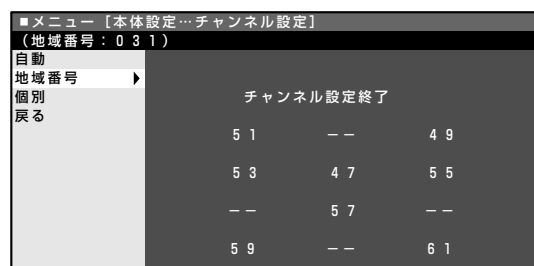 ■メニュー [本体設定…チャンネル設定]
(地域番号:031)
自動
地域番号 ▶
個別
戻る
チャンネル設定終了
51 −− 49
53 47 55
−− 57 −−
59 −− 61